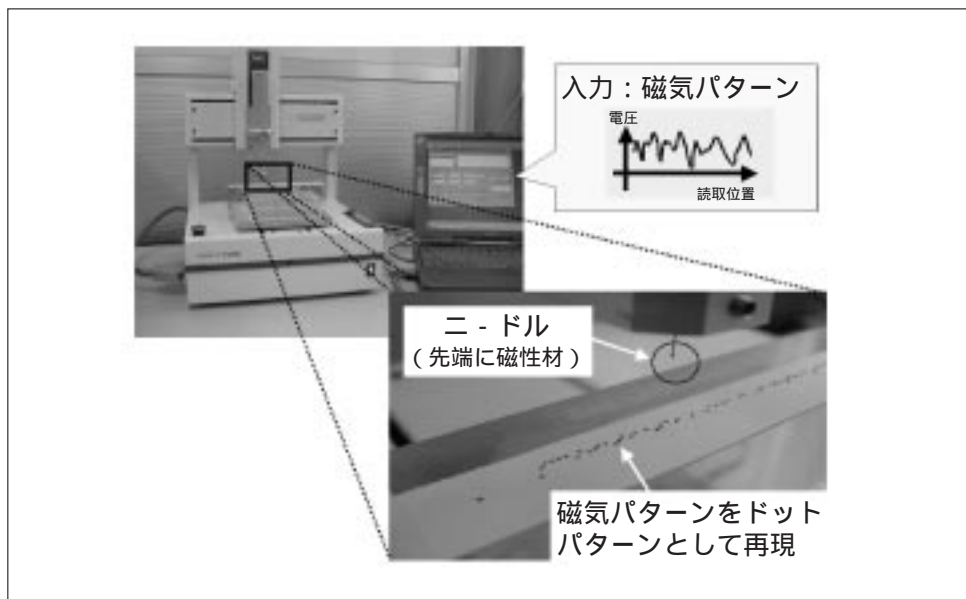 入力：磁気パターン
電圧
読取位置
ニ - ドル
（先端に磁性材）
磁気パターンをドット
パターンとして再現